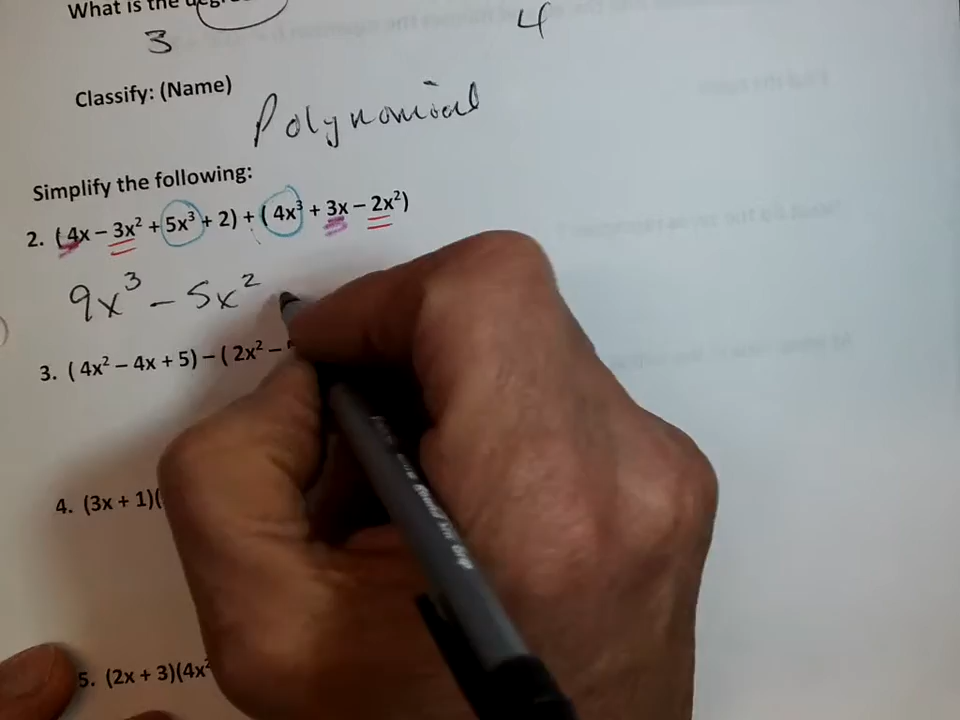 What is the
3 4
Classify: (Name)
Polynomial
Simplify the following:
2. (4x − 3x² + 5x³ + 2) + (4x³ + 3x − 2x²)
9x³ − 5x²
3. (4x² − 4x + 5) − (2x² −
4. (3x + 1)(
5. (2x + 3)(4x²